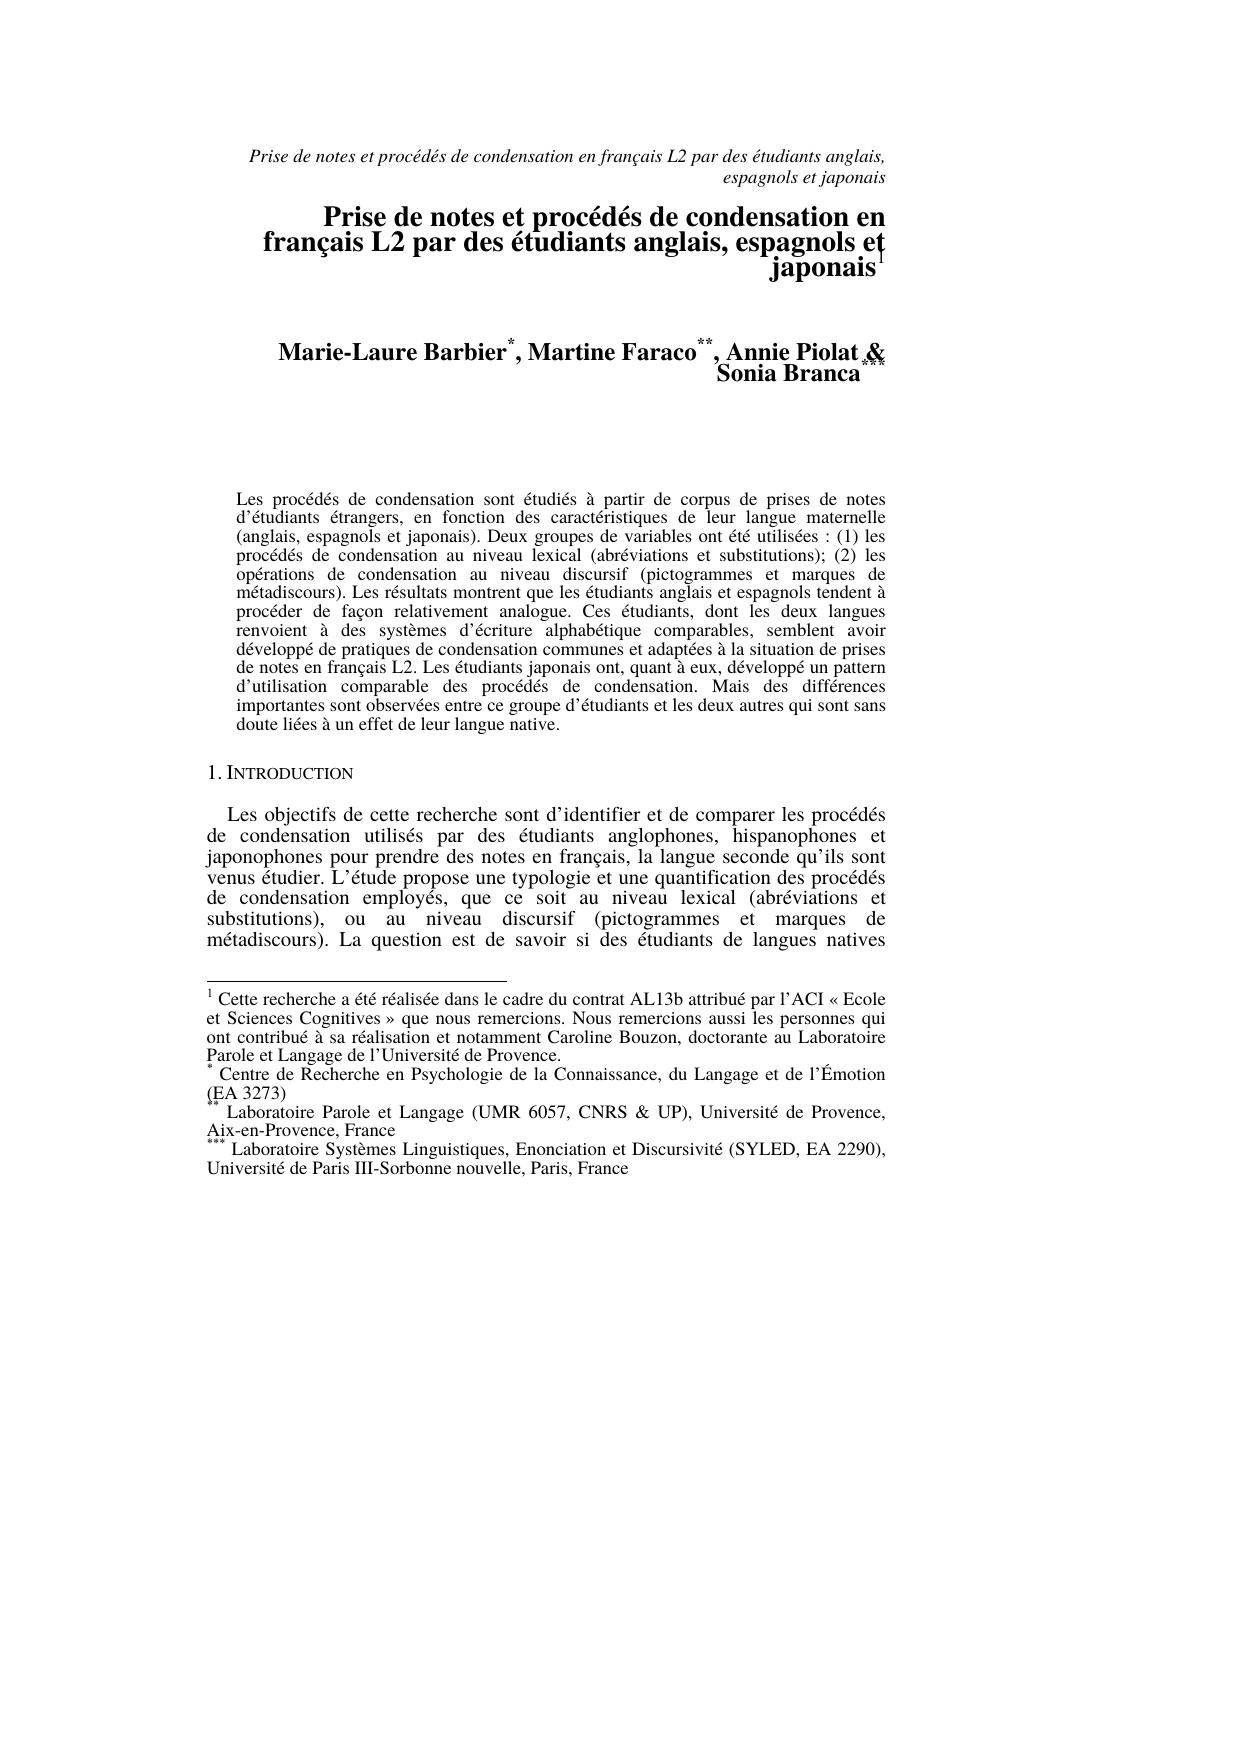 Prise de notes et procédés de condensation en français L2 par des étudiants anglais,
espagnols et japonais
Prise de notes et procédés de condensation en
français L2 par des étudiants anglais, espagnols et
japonais1
Marie-Laure Barbier*, Martine Faraco**, Annie Piolat &
Sonia Branca***
Les procédés de condensation sont étudiés à partir de corpus de prises de notes
d’étudiants étrangers, en fonction des caractéristiques de leur langue maternelle
(anglais, espagnols et japonais). Deux groupes de variables ont été utilisées : (1) les
procédés de condensation au niveau lexical (abréviations et substitutions); (2) les
opérations de condensation au niveau discursif (pictogrammes et marques de
métadiscours). Les résultats montrent que les étudiants anglais et espagnols tendent à
procéder de façon relativement analogue. Ces étudiants, dont les deux langues
renvoient à des systèmes d’écriture alphabétique comparables, semblent avoir
développé de pratiques de condensation communes et adaptées à la situation de prises
de notes en français L2. Les étudiants japonais ont, quant à eux, développé un pattern
d’utilisation comparable des procédés de condensation. Mais des différences
importantes sont observées entre ce groupe d’étudiants et les deux autres qui sont sans
doute liées à un effet de leur langue native.
1. INTRODUCTION
Les objectifs de cette recherche sont d’identifier et de comparer les procédés
de condensation utilisés par des étudiants anglophones, hispanophones et
japonophones pour prendre des notes en français, la langue seconde qu’ils sont
venus étudier. L’étude propose une typologie et une quantification des procédés
de condensation employés, que ce soit au niveau lexical (abréviations et
substitutions), ou au niveau discursif (pictogrammes et marques de
métadiscours). La question est de savoir si des étudiants de langues natives
1 Cette recherche a été réalisée dans le cadre du contrat AL13b attribué par l’ACI « Ecole
et Sciences Cognitives » que nous remercions. Nous remercions aussi les personnes qui
ont contribué à sa réalisation et notamment Caroline Bouzon, doctorante au Laboratoire
Parole et Langage de l’Université de Provence.
* Centre de Recherche en Psychologie de la Connaissance, du Langage et de l’Émotion
(EA 3273)
** Laboratoire Parole et Langage (UMR 6057, CNRS & UP), Université de Provence,
Aix-en-Provence, France
*** Laboratoire Systèmes Linguistiques, Enonciation et Discursivité (SYLED, EA 2290),
Université de Paris III-Sorbonne nouvelle, Paris, France